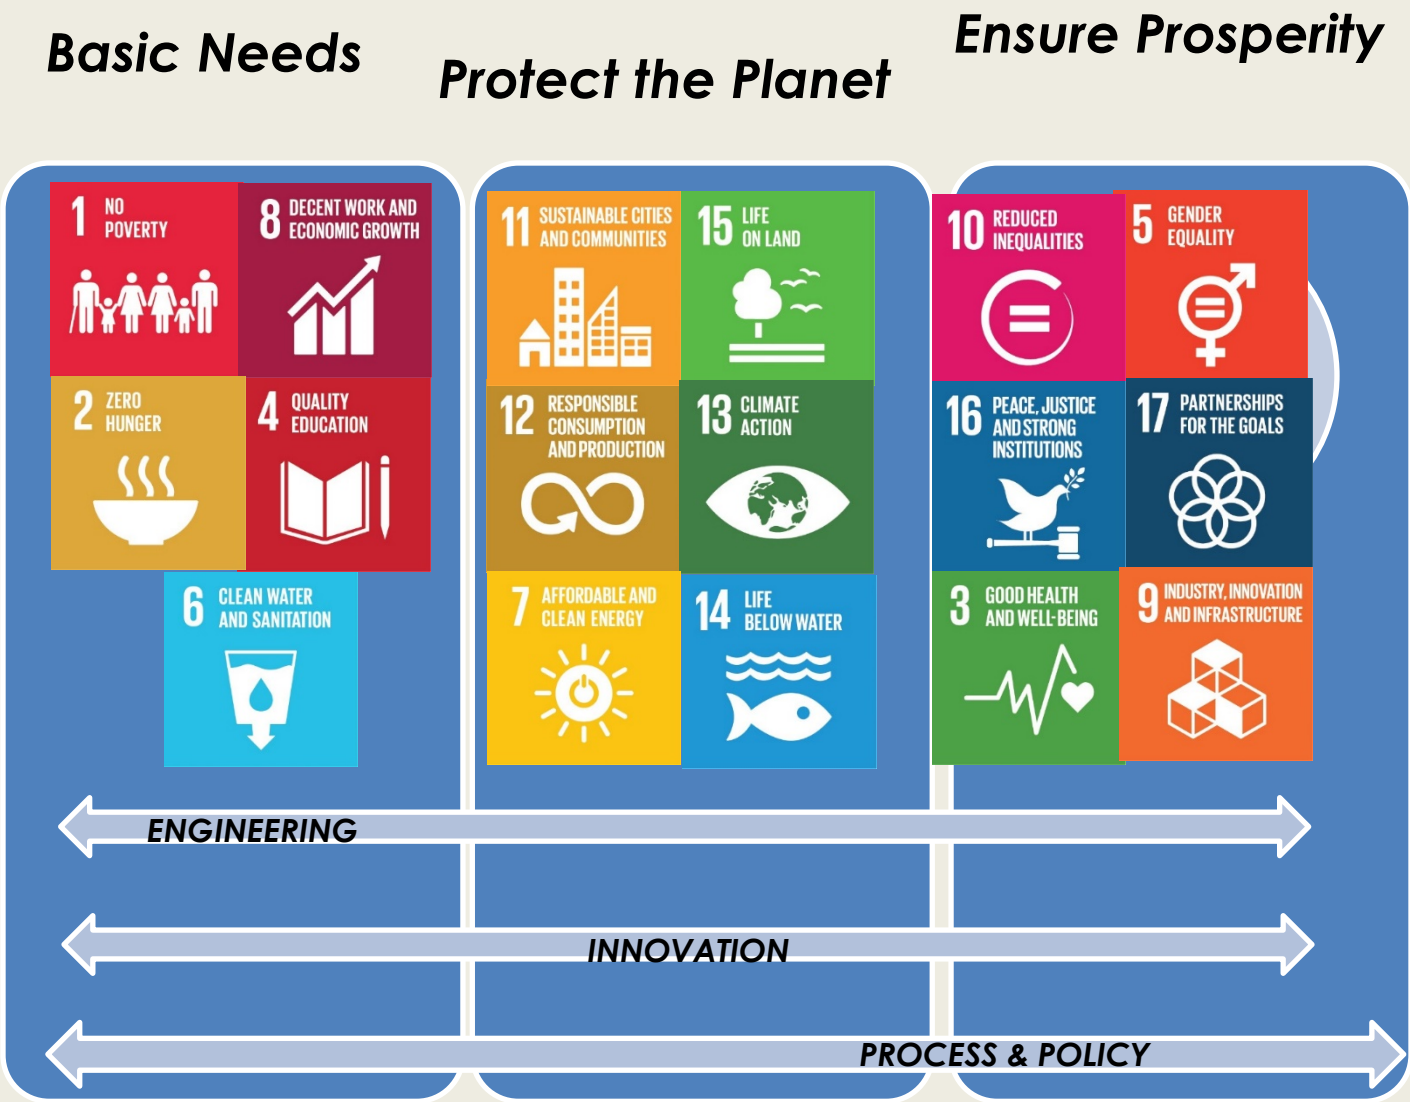 Basic Needs
Protect the Planet
Ensure Prosperity
1 NO
POVERTY
8 DECENT WORK AND
ECONOMIC GROWTH
2 ZERO
HUNGER
4 QUALITY
EDUCATION
6 CLEAN WATER
AND SANITATION
11 SUSTAINABLE CITIES
AND COMMUNITIES
15 LIFE
ON LAND
12 RESPONSIBLE
CONSUMPTION
AND PRODUCTION
13 CLIMATE
ACTION
7 AFFORDABLE AND
CLEAN ENERGY
14 LIFE
BELOW WATER
10 REDUCED
INEQUALITIES
5 GENDER
EQUALITY
16 PEACE, JUSTICE
AND STRONG
INSTITUTIONS
17 PARTNERSHIPS
FOR THE GOALS
3 GOOD HEALTH
AND WELL-BEING
9 INDUSTRY, INNOVATION
AND INFRASTRUCTURE
ENGINEERING
INNOVATION
PROCESS & POLICY